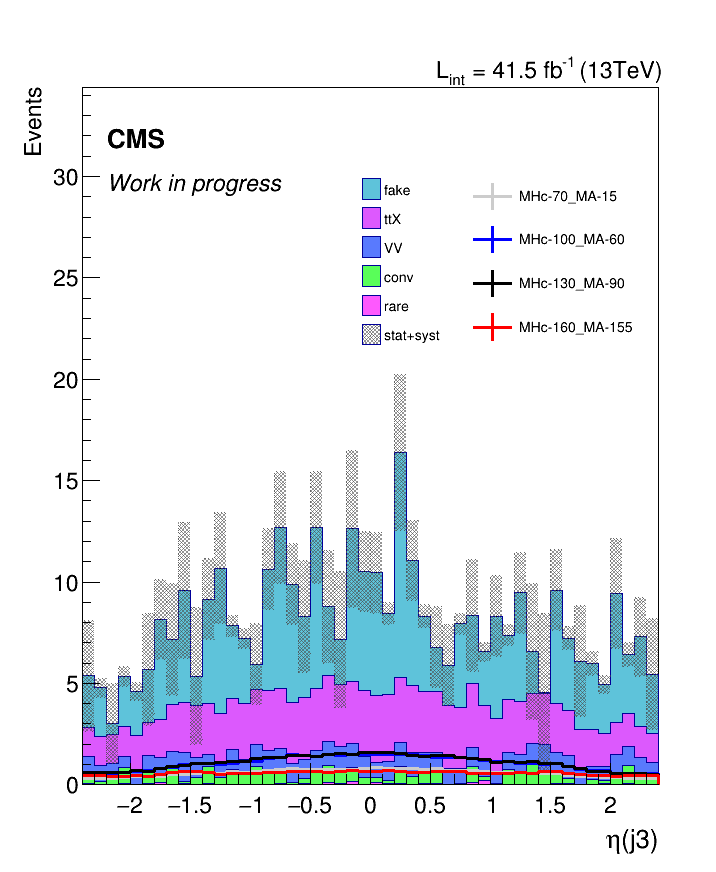 L_int = 41.5 fb^-1 (13TeV)
Events
CMS
Work in progress
fake
ttX
VV
conv
rare
stat+syst
MHc-70_MA-15
MHc-100_MA-60
MHc-130_MA-90
MHc-160_MA-155
30
25
20
15
10
5
0
−2 −1.5 −1 −0.5 0 0.5 1 1.5 2
η(j3)